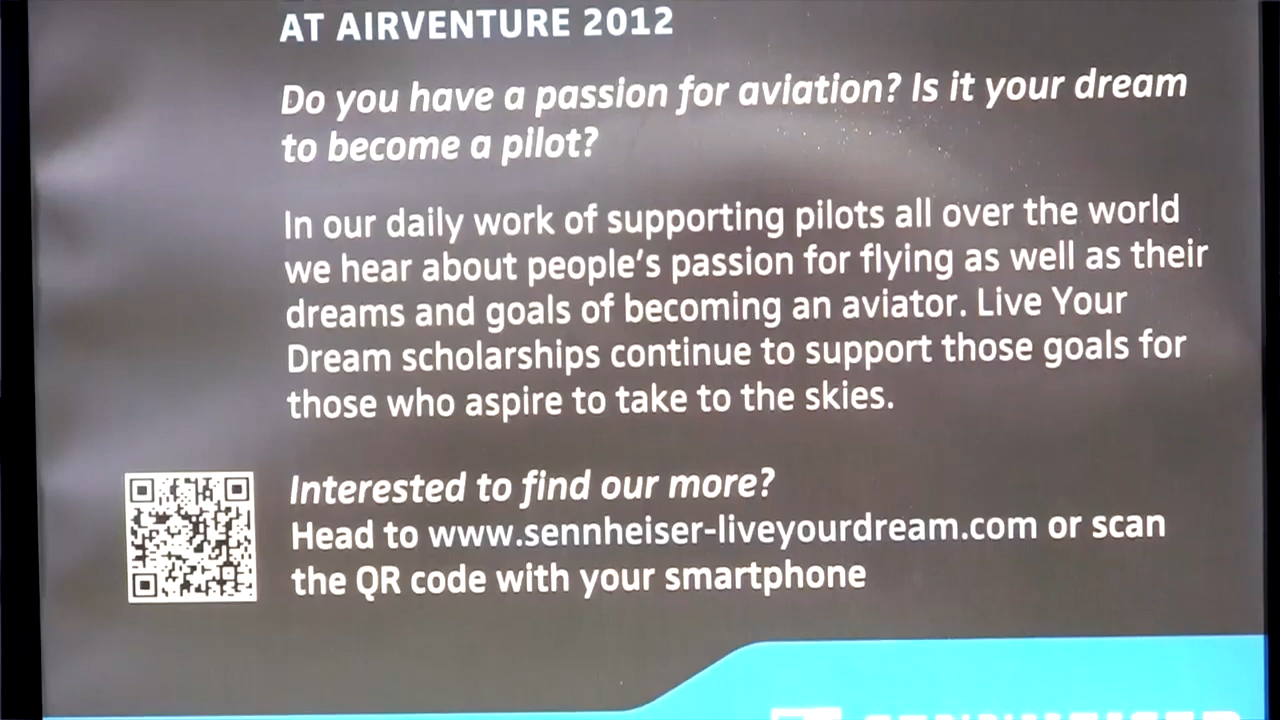 AT AIRVENTURE 2012
Do you have a passion for aviation? Is it your dream
to become a pilot?
In our daily work of supporting pilots all over the world
we hear about people's passion for flying as well as their
dreams and goals of becoming an aviator. Live Your
Dream scholarships continue to support those goals for
those who aspire to take to the skies.
Interested to find our more?
Head to www.sennheiser-liveyourdream.com or scan
the QR code with your smartphone
SENNHEISER